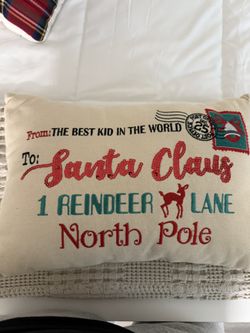 From: THE BEST KID IN THE WORLD
To: Santa Claus
1 REINDEER LANE
North Pole